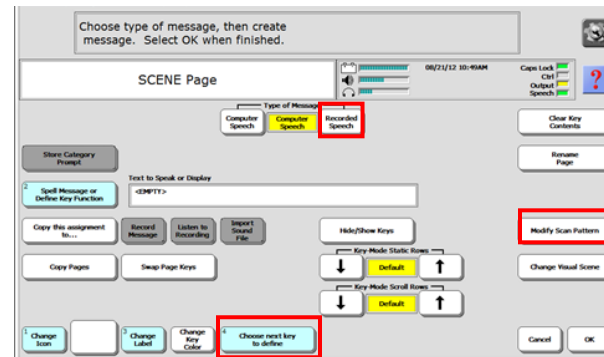 Choose type of message, then create
message. Select OK when finished.
SCENE Page
08/21/12 10:49AM
Caps Lock
Ctrl
Output
Speech
?
Type of Message
Computer
Speech
Computer
Speech
Recorded
Speech
Clear Key
Contents
Store Category
Prompt
Rename
Page
2
Spell Message or
Define Key Function
Text to Speak or Display
<EMPTY>
Copy this assignment
to...
Record
Message
Listen to
Recording
Import
Sound
File
Hide/Show Keys
Modify Scan Pattern
Key-Mode Static Rows
Copy Pages
Swap Page Keys
Default
Change Visual Scene
Key-Mode Scroll Rows
Default
1
Change
Icon
3
Change
Label
Change
Key
Color
4
Choose next key
to define
Cancel
OK